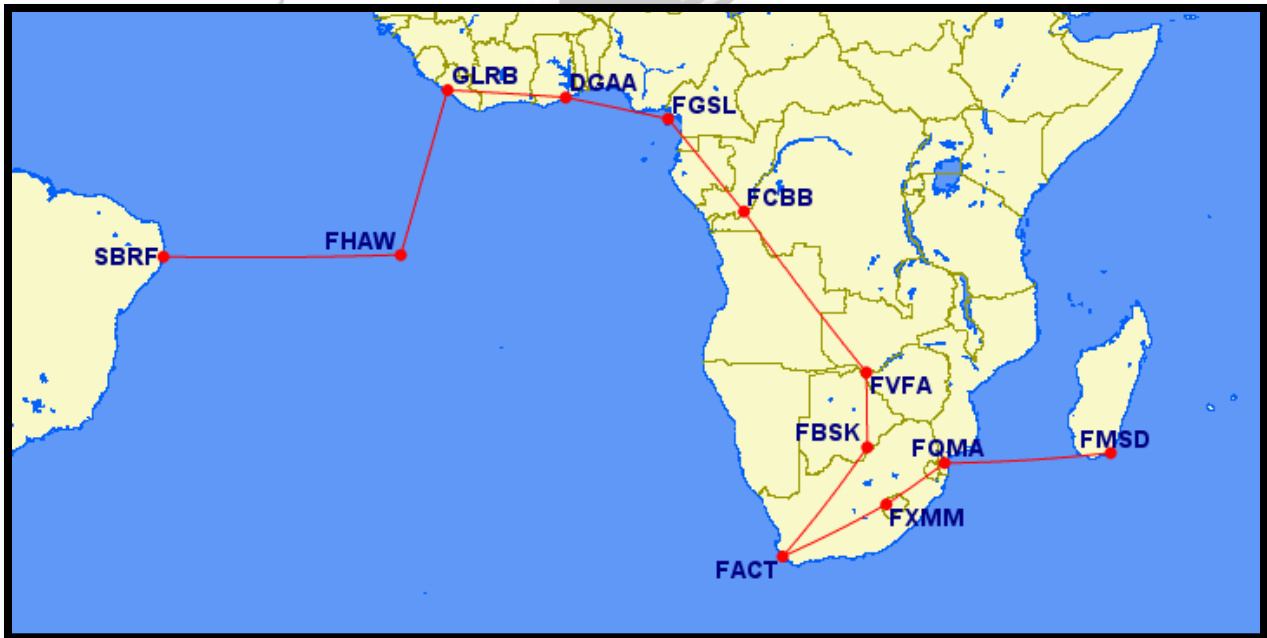 GLRB
DGAA
FGSL
FCBB
FHAW
SBRF
FVFA
FBSK
FQMA
FMSD
FXMM
FACT